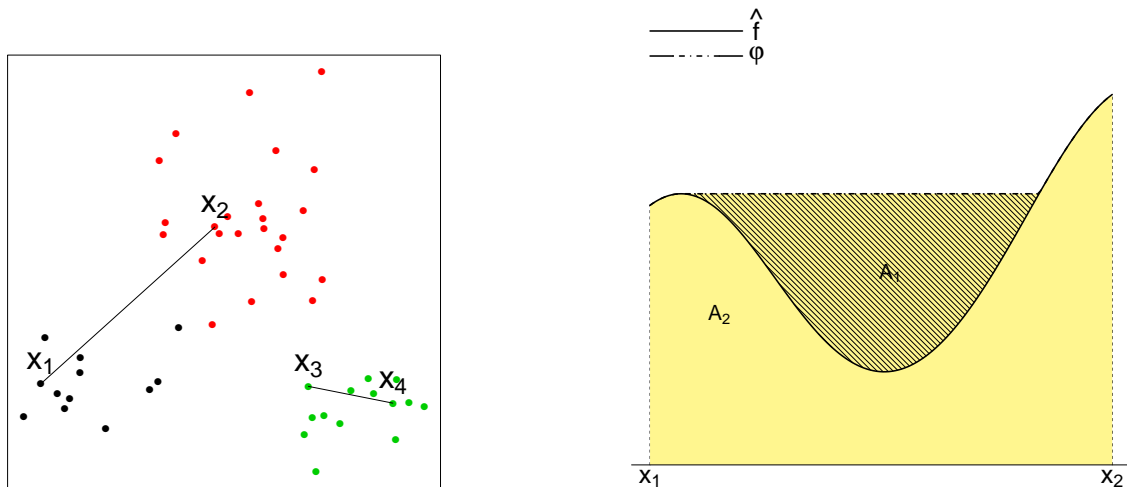 x₂
x₁
x₃
x₄
f̂
φ
A₁
A₂
x₁ x₂